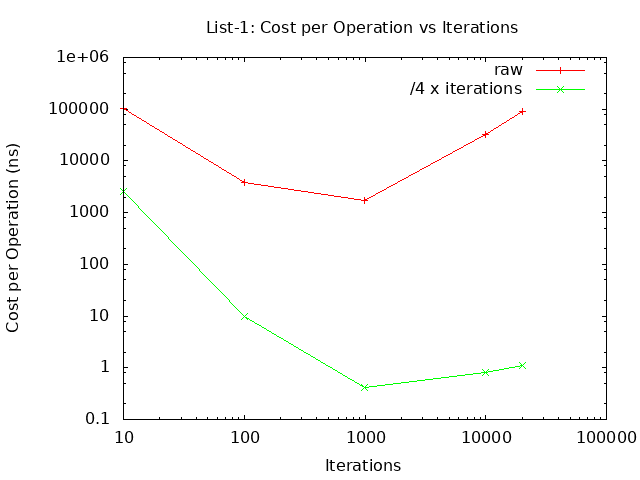 List-1: Cost per Operation vs Iterations
raw
/4 x iterations
Cost per Operation (ns)
1e+06
100000
10000
1000
100
10
1
0.1
10 100 1000 10000 100000
Iterations